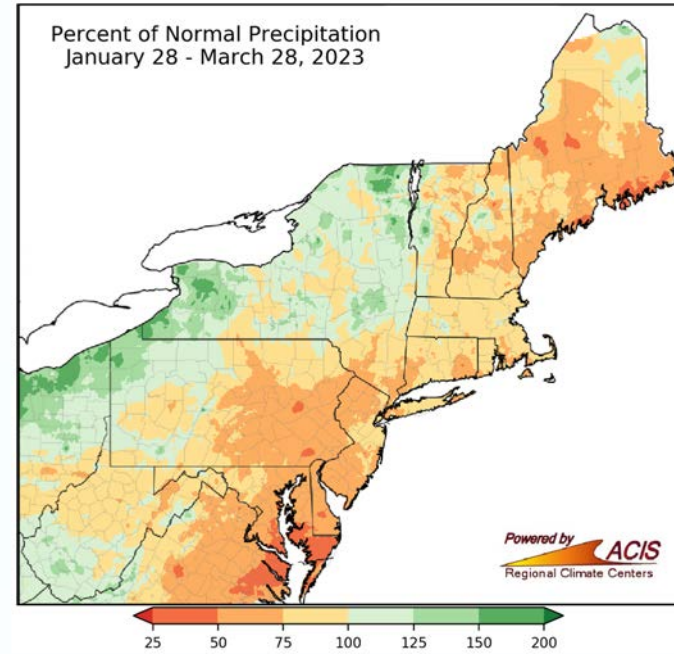 Percent of Normal Precipitation
January 28 - March 28, 2023
Powered by
ACIS
Regional Climate Centers
25 50 75 100 125 150 200